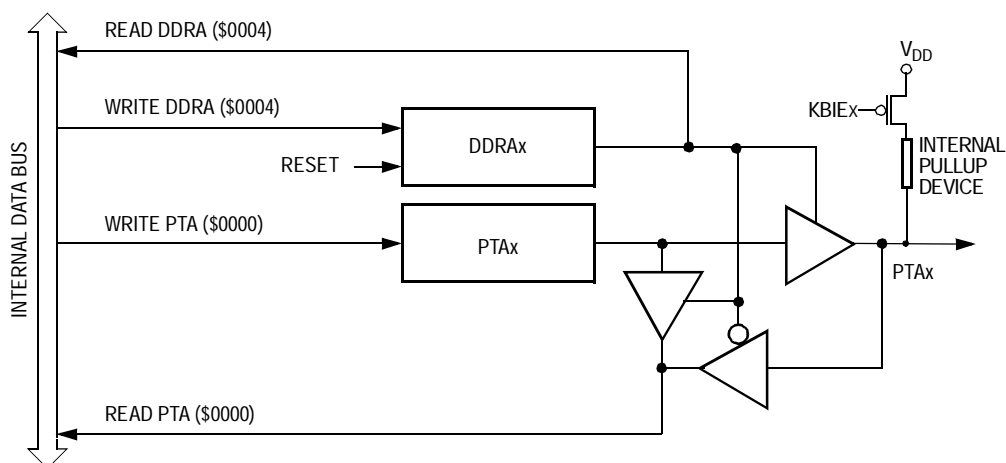 READ DDRA ($0004)
V_DD
WRITE DDRA ($0004)
KBIEx
DDRAx
INTERNAL
PULLUP
DEVICE
RESET
INTERNAL DATA BUS
WRITE PTA ($0000)
PTAx
PTAx
READ PTA ($0000)